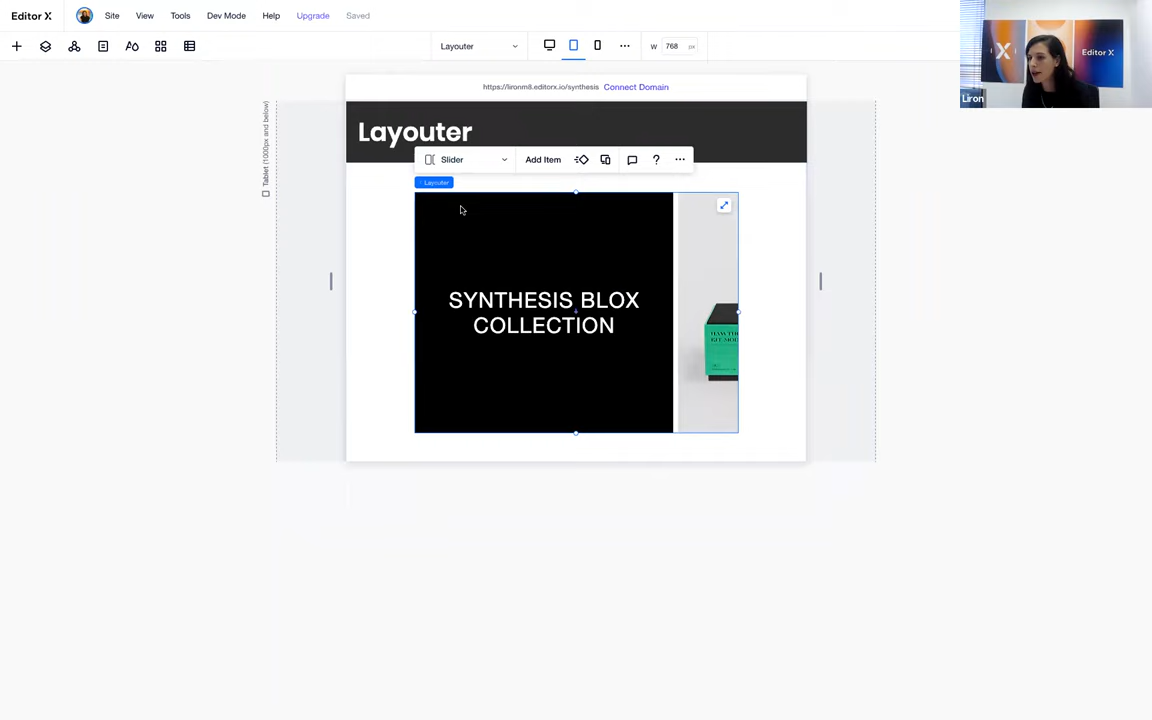 Editor X
Site
View
Tools
Dev Mode
Help
Upgrade
Saved
Layouter
W 768 px
X
Editor X
Liron
https://lironm8.editorx.io/synthesis Connect Domain
Tablet (1000px and below)
Layouter
Slider
Add Item
?
Layouter
SYNTHESIS BLOX
COLLECTION